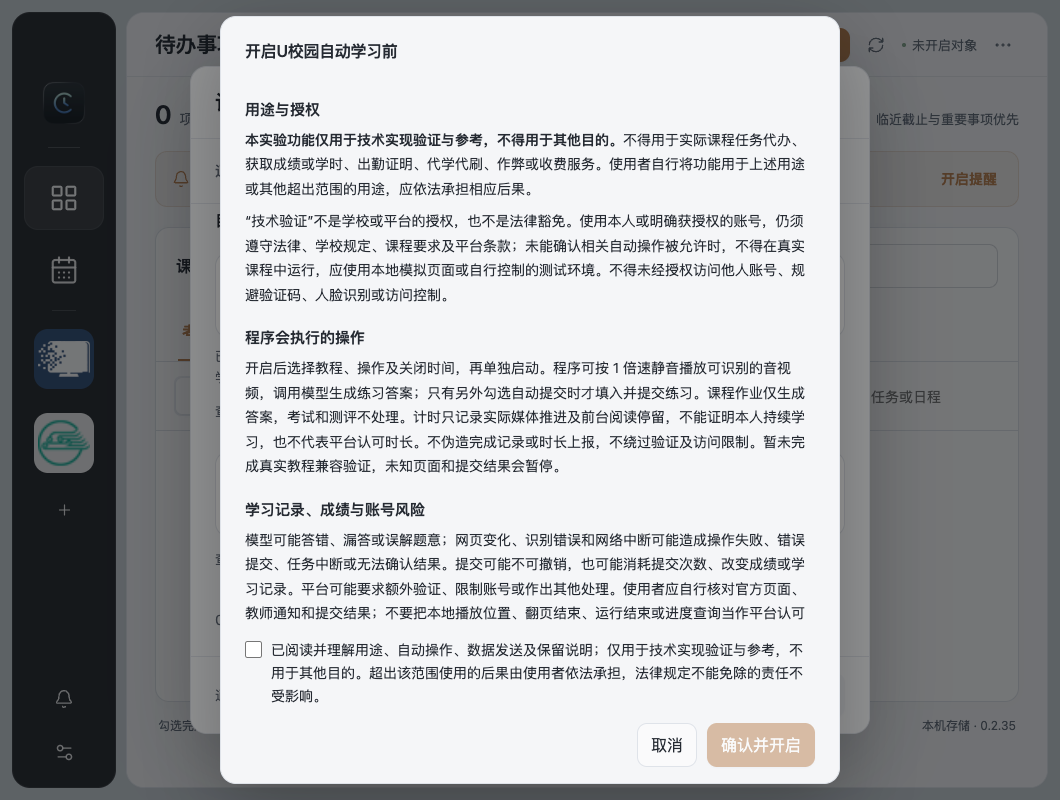 待办事
未开启对象
0 项
临近截止与重要事项优先
开启提醒
任务或日程
勾选完
本机存储 · 0.2.35
开启U校园自动学习前
用途与授权
本实验功能仅用于技术实现验证与参考，不得用于其他目的。不得用于实际课程任务代办、
获取成绩或学时、出勤证明、代学代刷、作弊或收费服务。使用者自行将功能用于上述用途
或其他超出范围的用途，应依法承担相应后果。
“技术验证”不是学校或平台的授权，也不是法律豁免。使用本人或明确获授权的账号，仍须
遵守法律、学校规定、课程要求及平台条款；未能确认相关自动操作被允许时，不得在真实
课程中运行，应使用本地模拟页面或自行控制的测试环境。不得未经授权访问他人账号、规
避验证码、人脸识别或访问控制。
程序会执行的操作
开启后选择教程、操作及关闭时间，再单独启动。程序可按 1 倍速静音播放可识别的音视
频，调用模型生成练习答案；只有另外勾选自动提交时才填入并提交练习。课程作业仅生成
答案，考试和测评不处理。计时只记录实际媒体推进及前台阅读停留，不能证明本人持续学
习，也不代表平台认可时长。不伪造完成记录或时长上报，不绕过验证及访问限制。暂未完
成真实教程兼容验证，未知页面和提交结果会暂停。
学习记录、成绩与账号风险
模型可能答错、漏答或误解题意；网页变化、识别错误和网络中断可能造成操作失败、错误
提交、任务中断或无法确认结果。提交可能不可撤销，也可能消耗提交次数、改变成绩或学
习记录。平台可能要求额外验证、限制账号或作出其他处理。使用者应自行核对官方页面、
教师通知和提交结果；不要把本地播放位置、翻页结束、运行结束或进度查询当作平台认可
已阅读并理解用途、自动操作、数据发送及保留说明；仅用于技术实现验证与参考，不
用于其他目的。超出该范围使用的后果由使用者依法承担，法律规定不能免除的责任不
受影响。
取消
确认并开启